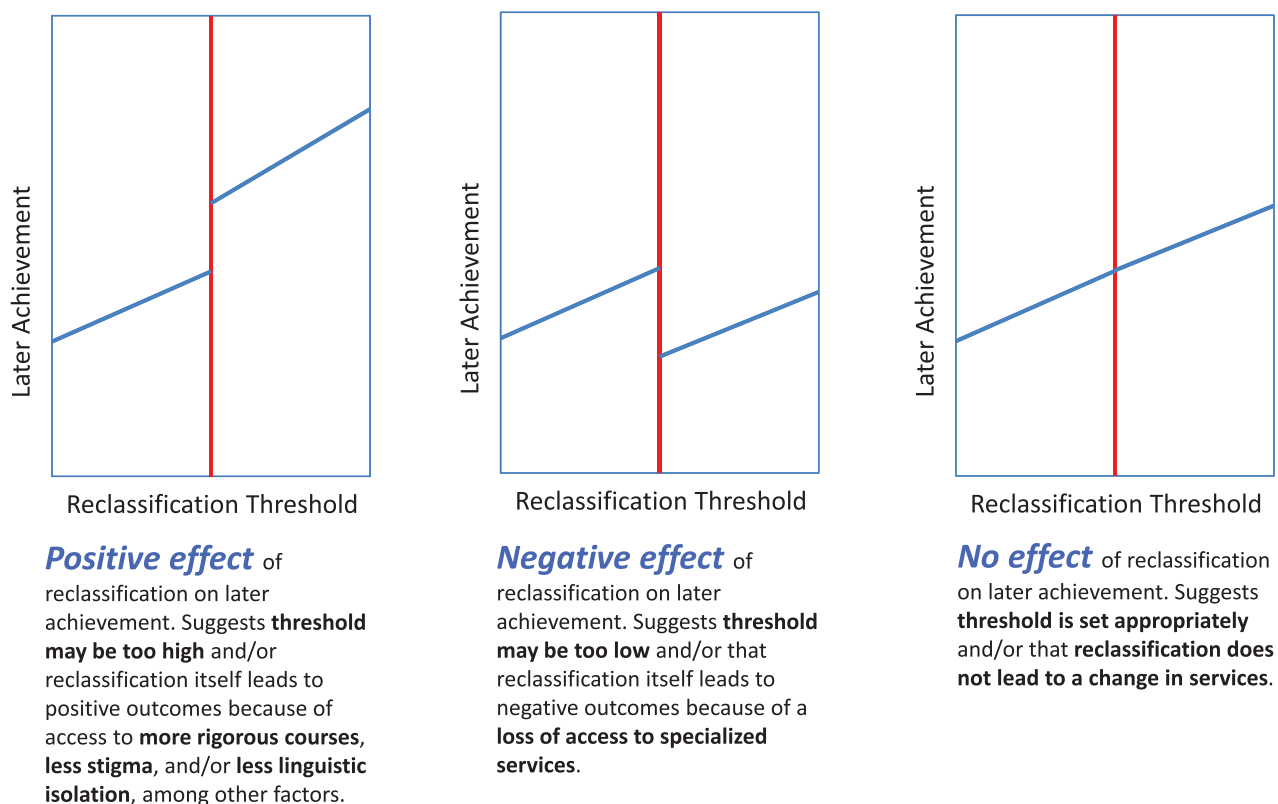 Later Achievement
Reclassification Threshold
Positive effect of
reclassification on later
achievement. Suggests threshold
may be too high and/or
reclassification itself leads to
positive outcomes because of
access to more rigorous courses,
less stigma, and/or less linguistic
isolation, among other factors.
Later Achievement
Reclassification Threshold
Negative effect of
reclassification on later
achievement. Suggests threshold
may be too low and/or that
reclassification itself leads to
negative outcomes because of a
loss of access to specialized
services.
Later Achievement
Reclassification Threshold
No effect of reclassification
on later achievement. Suggests
threshold is set appropriately
and/or that reclassification does
not lead to a change in services.